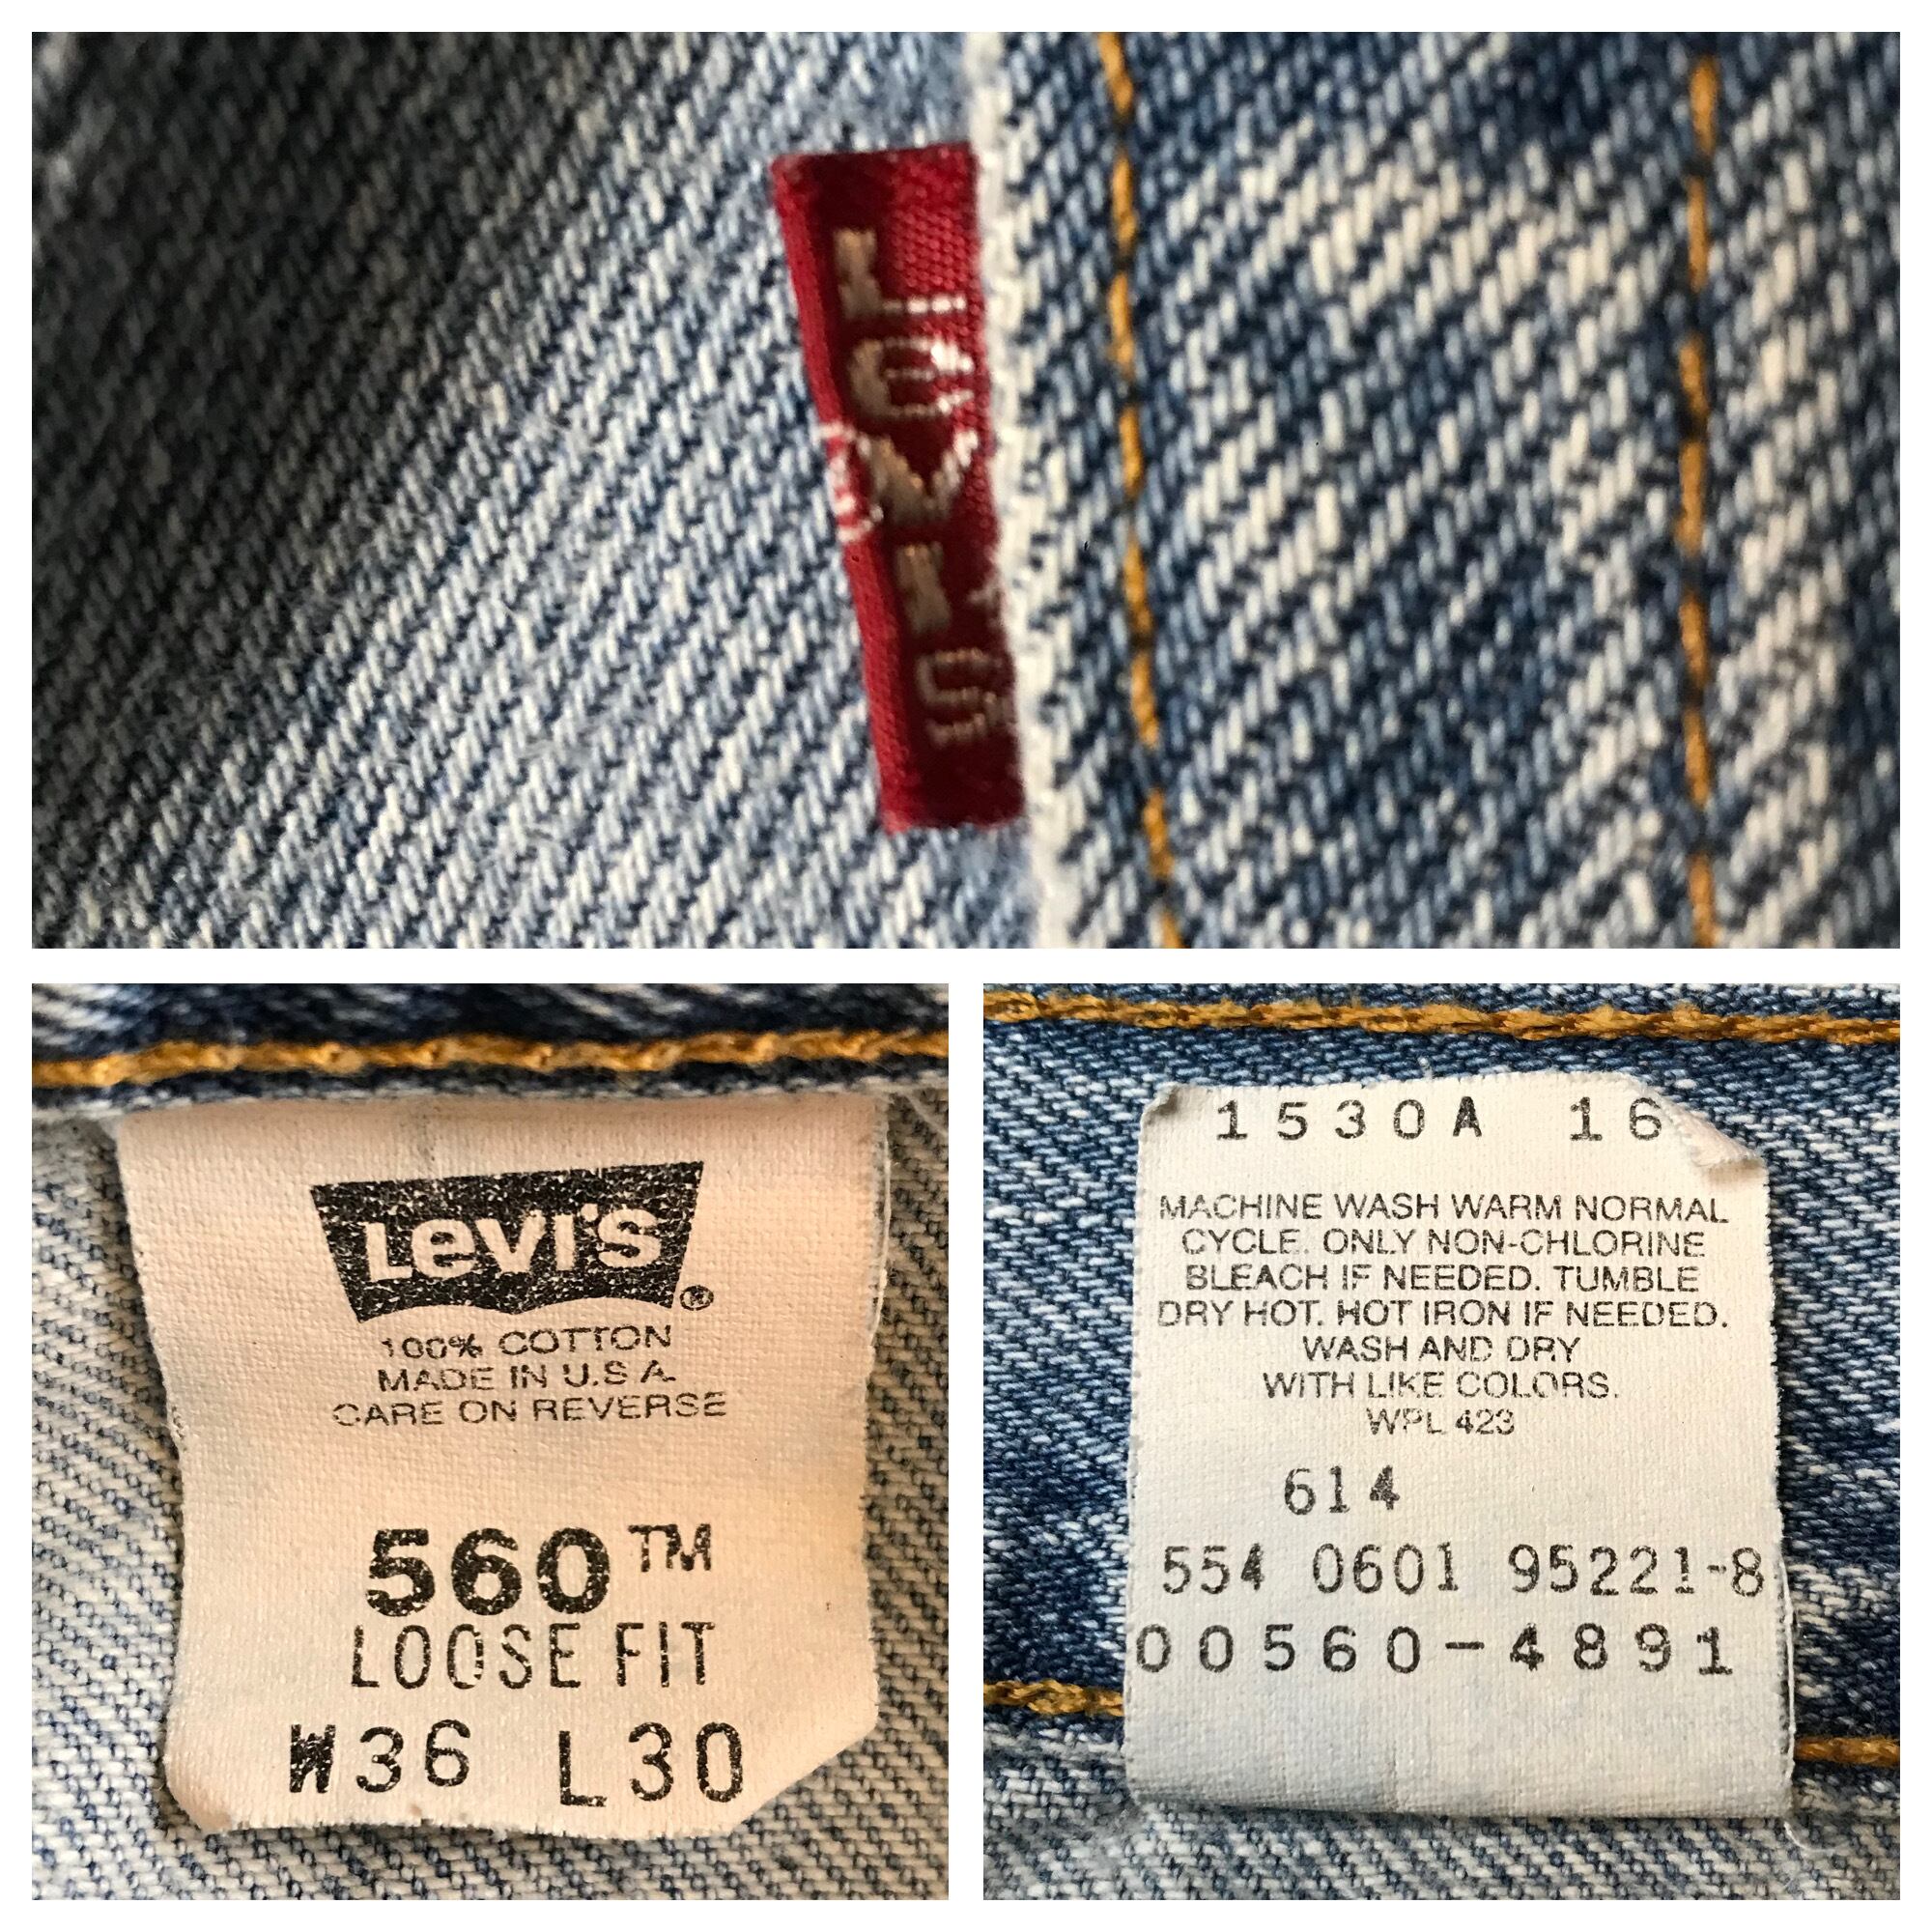 Levi's
Levi's®
100% COTTON
MADE IN U.S.A.
CARE ON REVERSE
560™
LOOSE FIT
W36 L30
1530A 16
MACHINE WASH WARM NORMAL
CYCLE. ONLY NON-CHLORINE
BLEACH IF NEEDED. TUMBLE
DRY HOT. HOT IRON IF NEEDED.
WASH AND DRY
WITH LIKE COLORS.
WPL 423
614
554 0601 95221-8
00560-4891